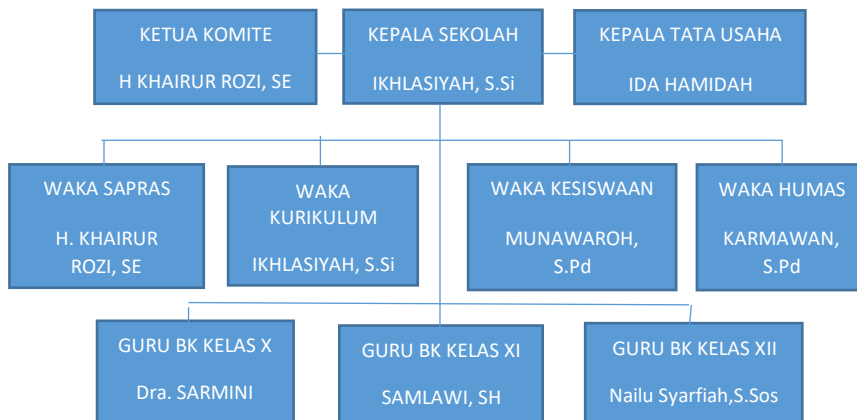 KETUA KOMITE
H KHAIRUR ROZI, SE
KEPALA SEKOLAH
IKHLASIYAH, S.Si
KEPALA TATA USAHA
IDA HAMIDAH
WAKA SAPRAS
H. KHAIRUR
ROZI, SE
WAKA
KURIKULUM
IKHLASIYAH, S.Si
WAKA KESISWAAN
MUNAWAROH,
S.Pd
WAKA HUMAS
KARMAWAN,
S.Pd
GURU BK KELAS X
Dra. SARMINI
GURU BK KELAS XI
SAMLAWI, SH
GURU BK KELAS XII
Nailu Syarfiah,S.Sos